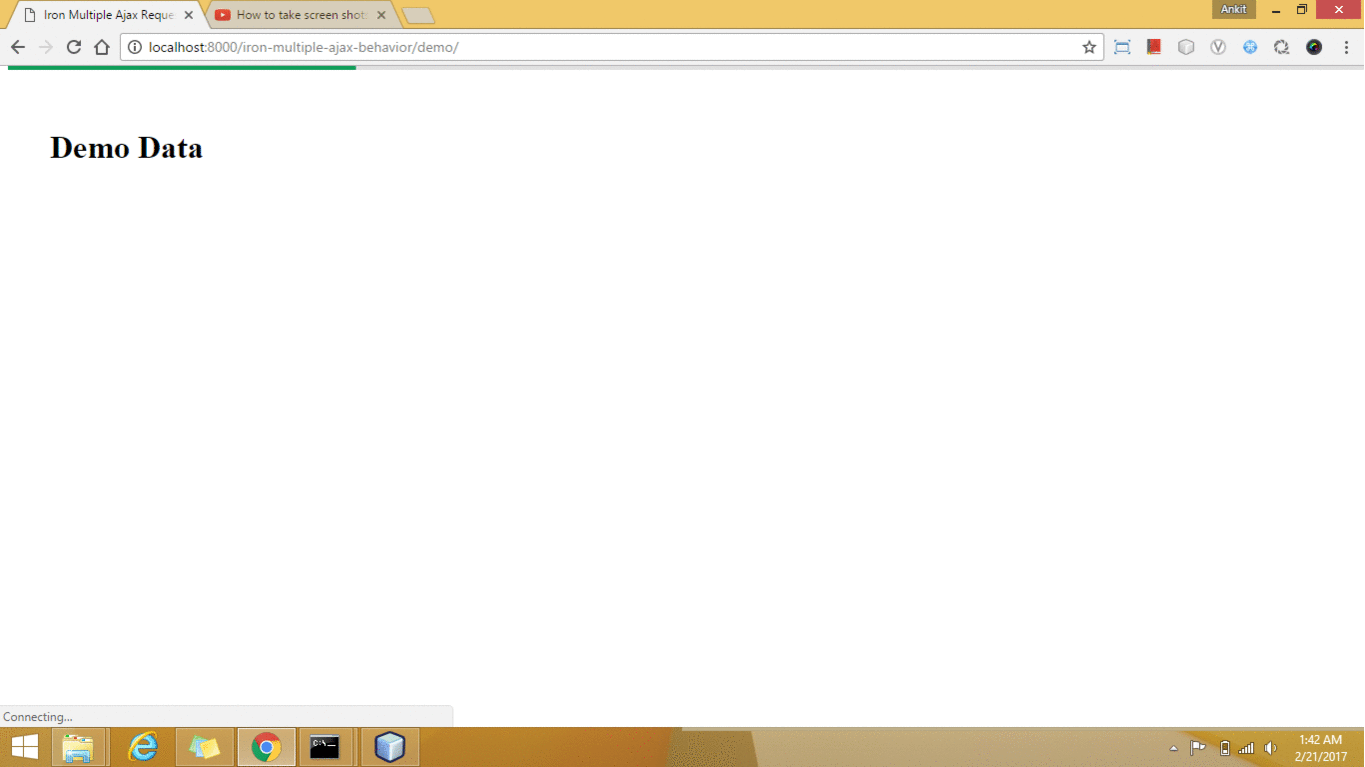 Iron Multiple Ajax Reque
How to take screen shot
Ankit
localhost:8000/iron-multiple-ajax-behavior/demo/
Demo Data
Connecting...
C:\
1:42 AM
2/21/2017